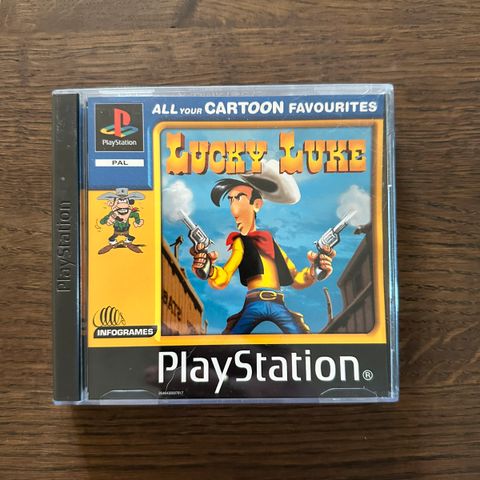 ALL YOUR CARTOON FAVOURITES
PlayStation
PAL
LUCKY LUKE
PlayStation
INFOGRAMES
PlayStation®